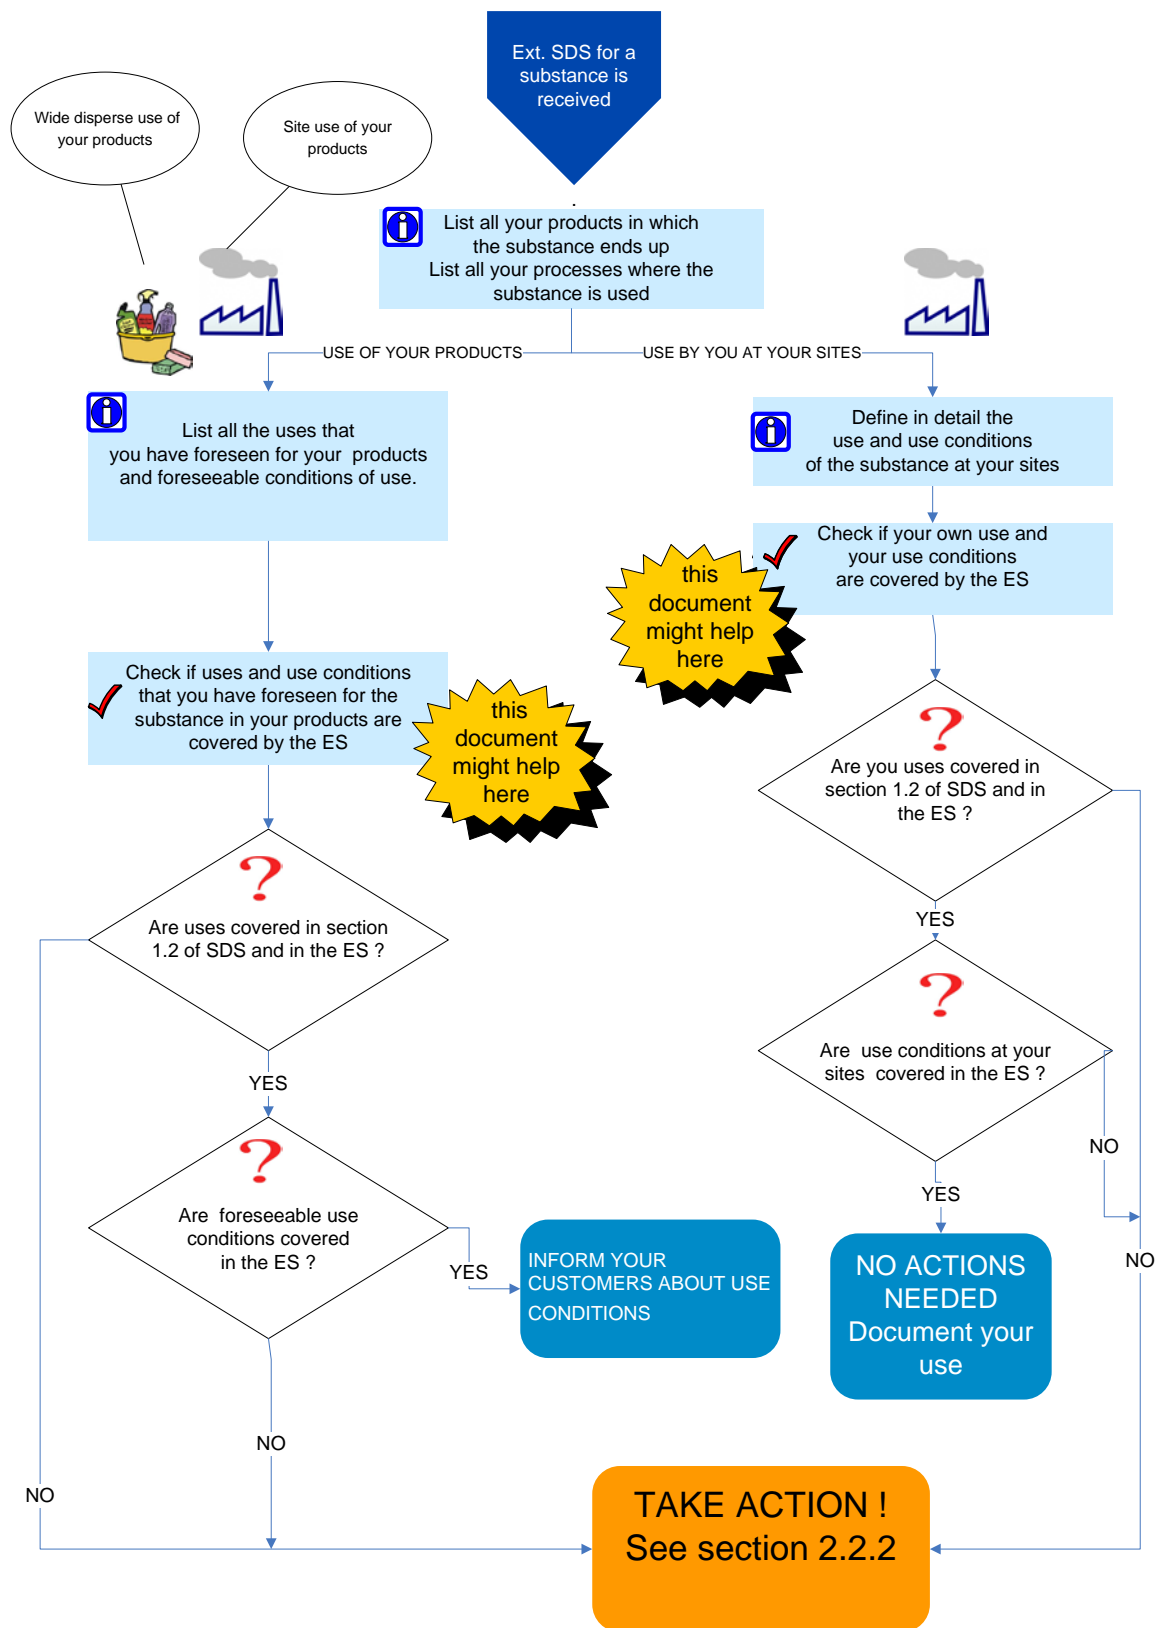 Ext. SDS for a
substance is
received
Wide disperse use of
your products
Site use of your
products
List all your products in which
the substance ends up
List all your processes where the
substance is used
USE OF YOUR PRODUCTS
USE BY YOU AT YOUR SITES
List all the uses that
you have foreseen for your products
and foreseeable conditions of use.
Define in detail the
use and use conditions
of the substance at your sites
Check if your own use and
your use conditions
are covered by the ES
this
document
might help
here
Check if uses and use conditions
that you have foreseen for the
substance in your products are
covered by the ES
this
document
might help
here
Are you uses covered in
section 1.2 of SDS and in
the ES ?
YES
Are uses covered in section
1.2 of SDS and in the ES ?
YES
Are use conditions at your
sites covered in the ES ?
NO
YES
Are foreseeable use
conditions covered
in the ES ?
YES
INFORM YOUR
CUSTOMERS ABOUT USE
CONDITIONS
NO ACTIONS
NEEDED
Document your
use
NO
NO
NO
TAKE ACTION !
See section 2.2.2